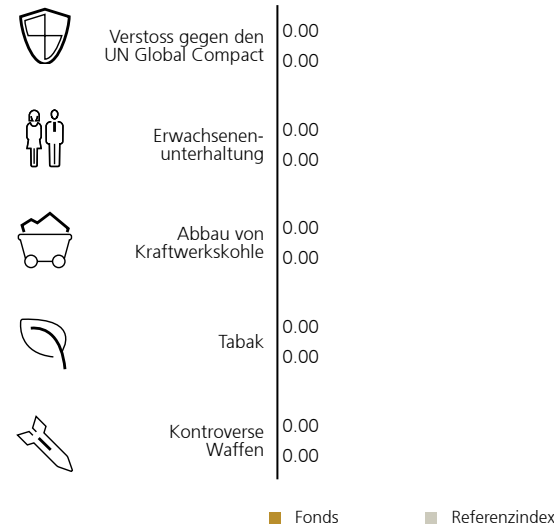 Verstoss gegen den
UN Global Compact
0.00
0.00
Erwachsenen-
unterhaltung
0.00
0.00
Abbau von
Kraftwerkskohle
0.00
0.00
Tabak
0.00
0.00
Kontroverse
Waffen
0.00
0.00
Fonds
Referenzindex